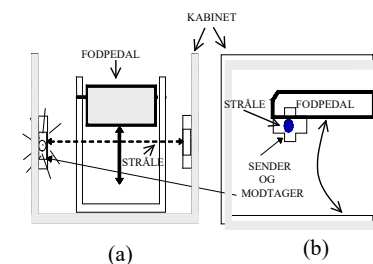 KABINET
FODPEDAL
STRÅLE
(a)
STRÅLE
FODPEDAL
SENDER
OG
MODTAGER
(b)